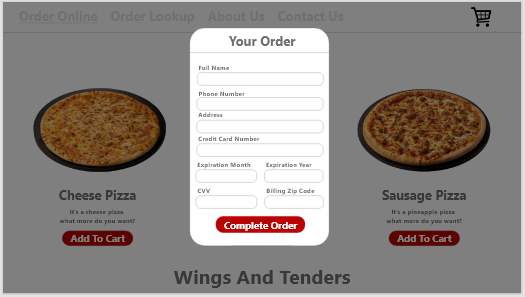 Order Online Order Lookup About Us Contact Us
Your Order
Full Name
Phone Number
Address
Credit Card Number
Expiration Month Expiration Year
CVV Billing Zip Code
Complete Order
Cheese Pizza
It's a cheese pizza
what more do you want?
Add To Cart
Sausage Pizza
It's a pineapple pizza
what more do you want?
Add To Cart
Wings And Tenders